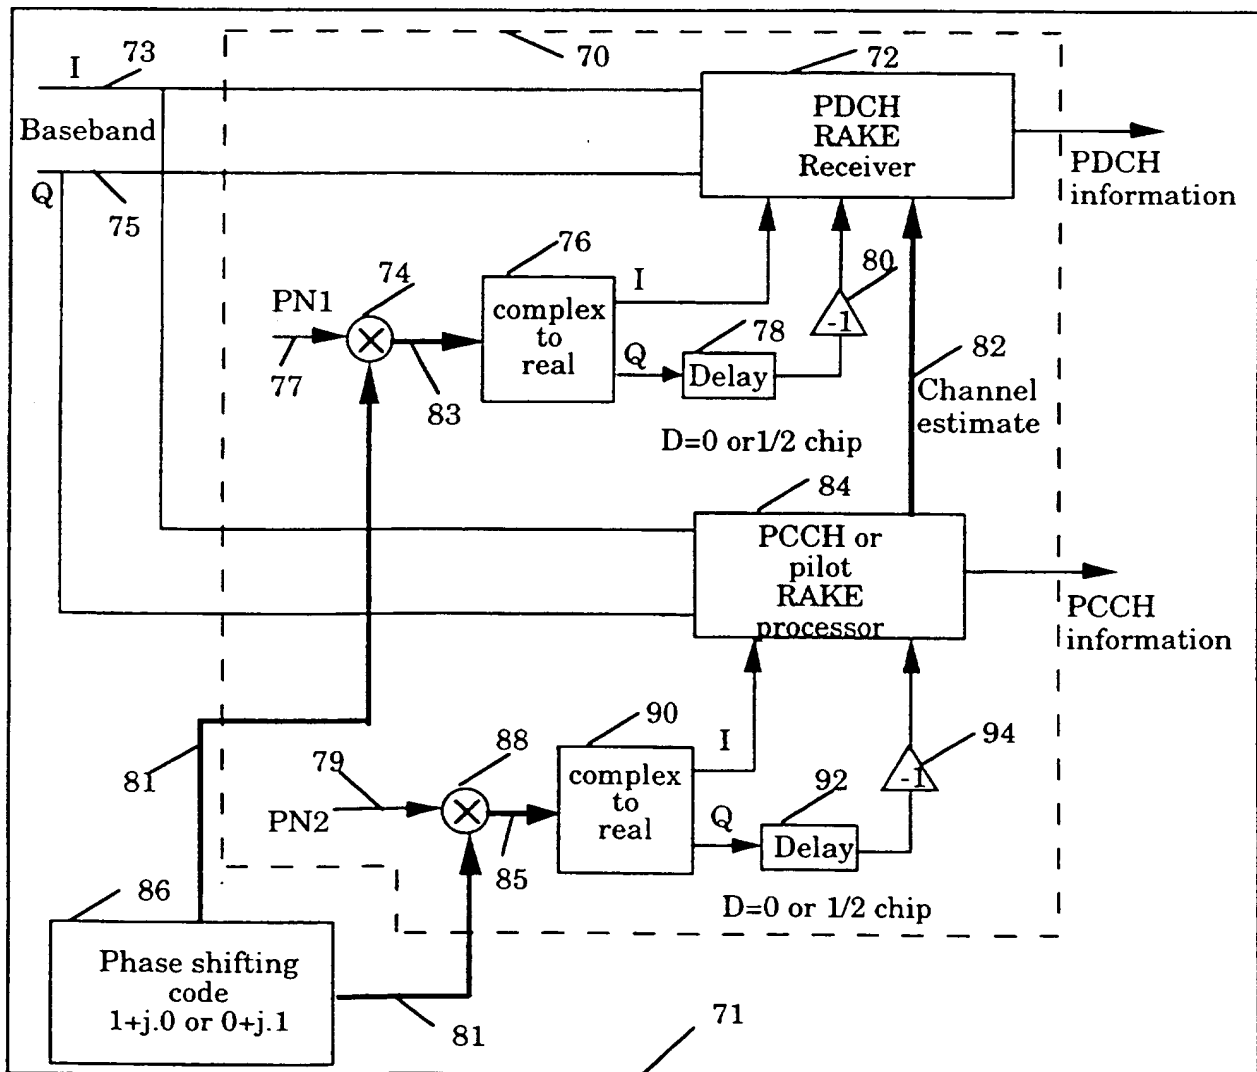 73
70
72
I
Baseband
PDCH
RAKE
Receiver
PDCH
information
Q
75
76
80
74
PN1
I
complex
to
real
78
-1
82
77
83
Q
Delay
Channel
estimate
D=0 or1/2 chip
84
PCCH or
pilot
RAKE
processor
PCCH
information
90
94
81
79
88
I
complex
to
real
92
-1
PN2
Q
Delay
85
86
D=0 or 1/2 chip
Phase shifting
code
1+j.0 or 0+j.1
81
71